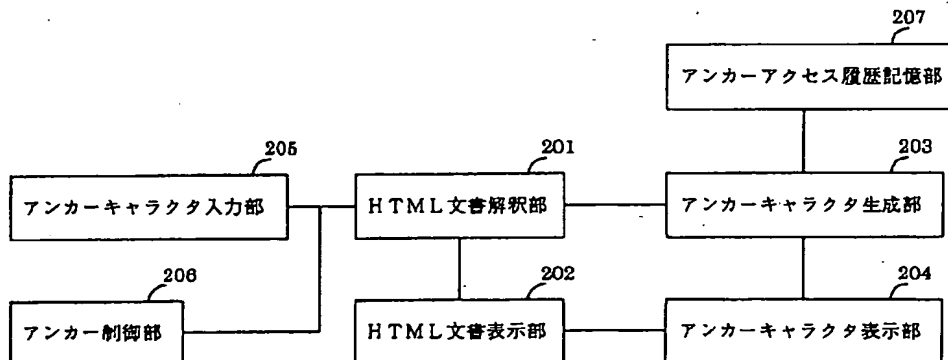 207
アンカーアクセス履歴記憶部
205
201
203
アンカーキャラクタ入力部
HTML文書解釈部
アンカーキャラクタ生成部
206
202
204
アンカー制御部
HTML文書表示部
アンカーキャラクタ表示部